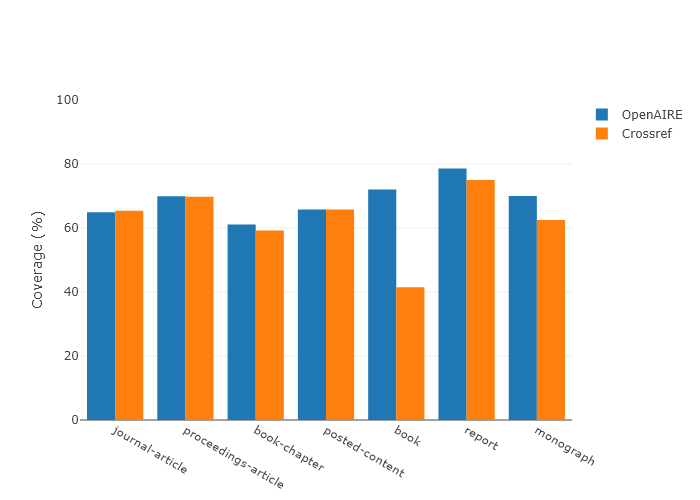 100
80
60
40
20
0
Coverage (%)
journal-article
proceedings-article
book-chapter
posted-content
book
report
monograph
OpenAIRE
Crossref